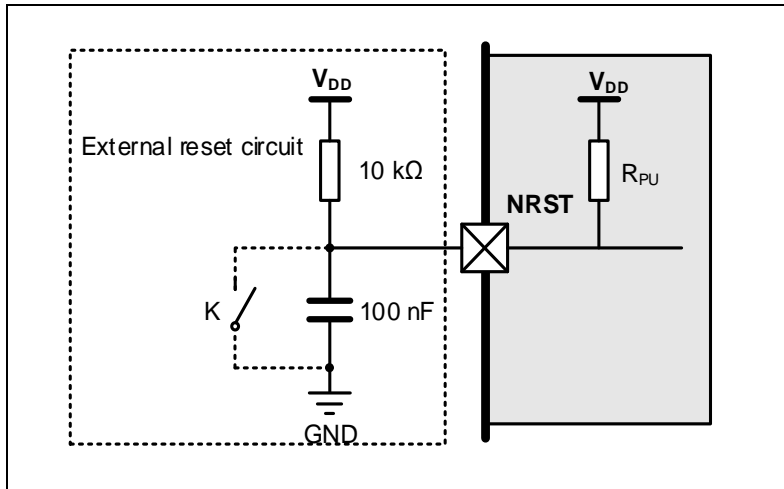 V_DD
V_DD
External reset circuit
10 kΩ
R_PU
NRST
K
100 nF
GND